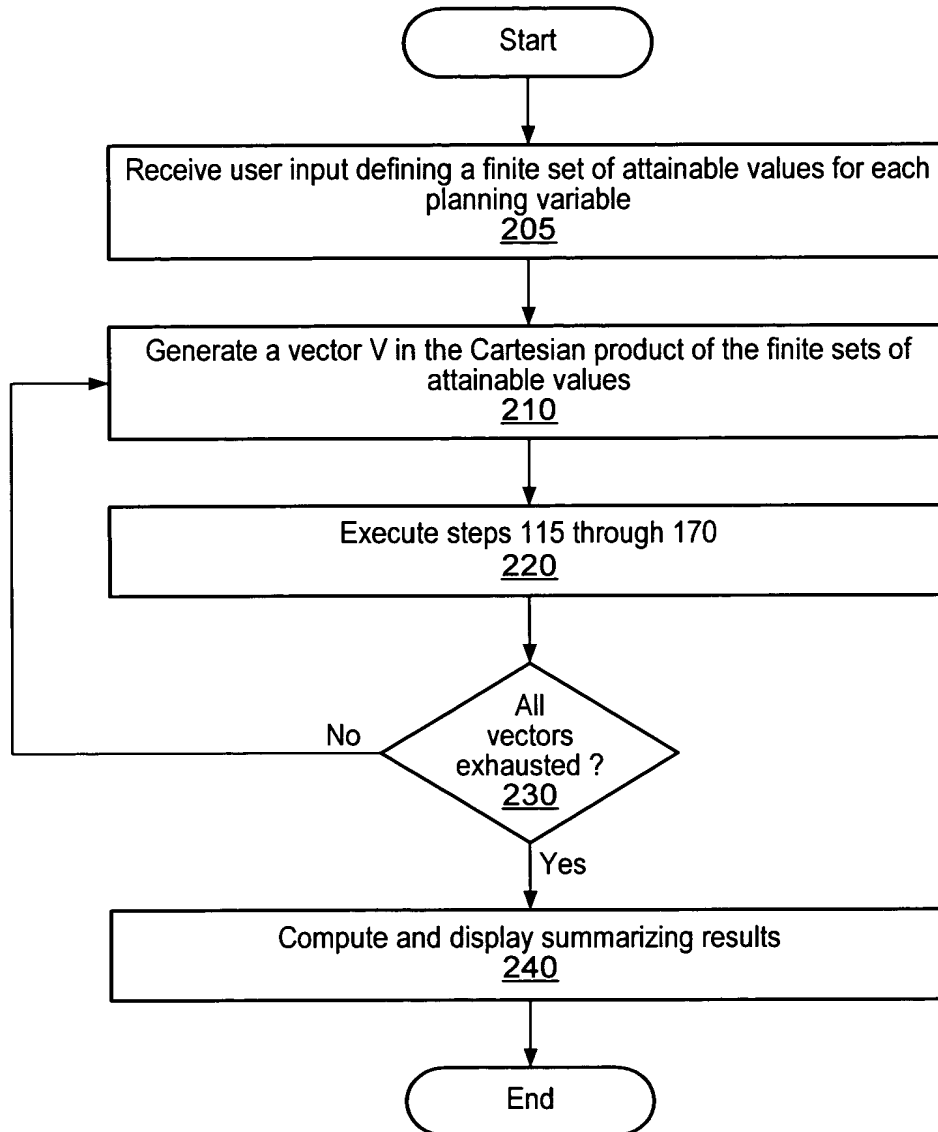 Start
Receive user input defining a finite set of attainable values for each
planning variable
205
Generate a vector V in the Cartesian product of the finite sets of
attainable values
210
Execute steps 115 through 170
220
All
vectors
exhausted ?
230
No
Yes
Compute and display summarizing results
240
End